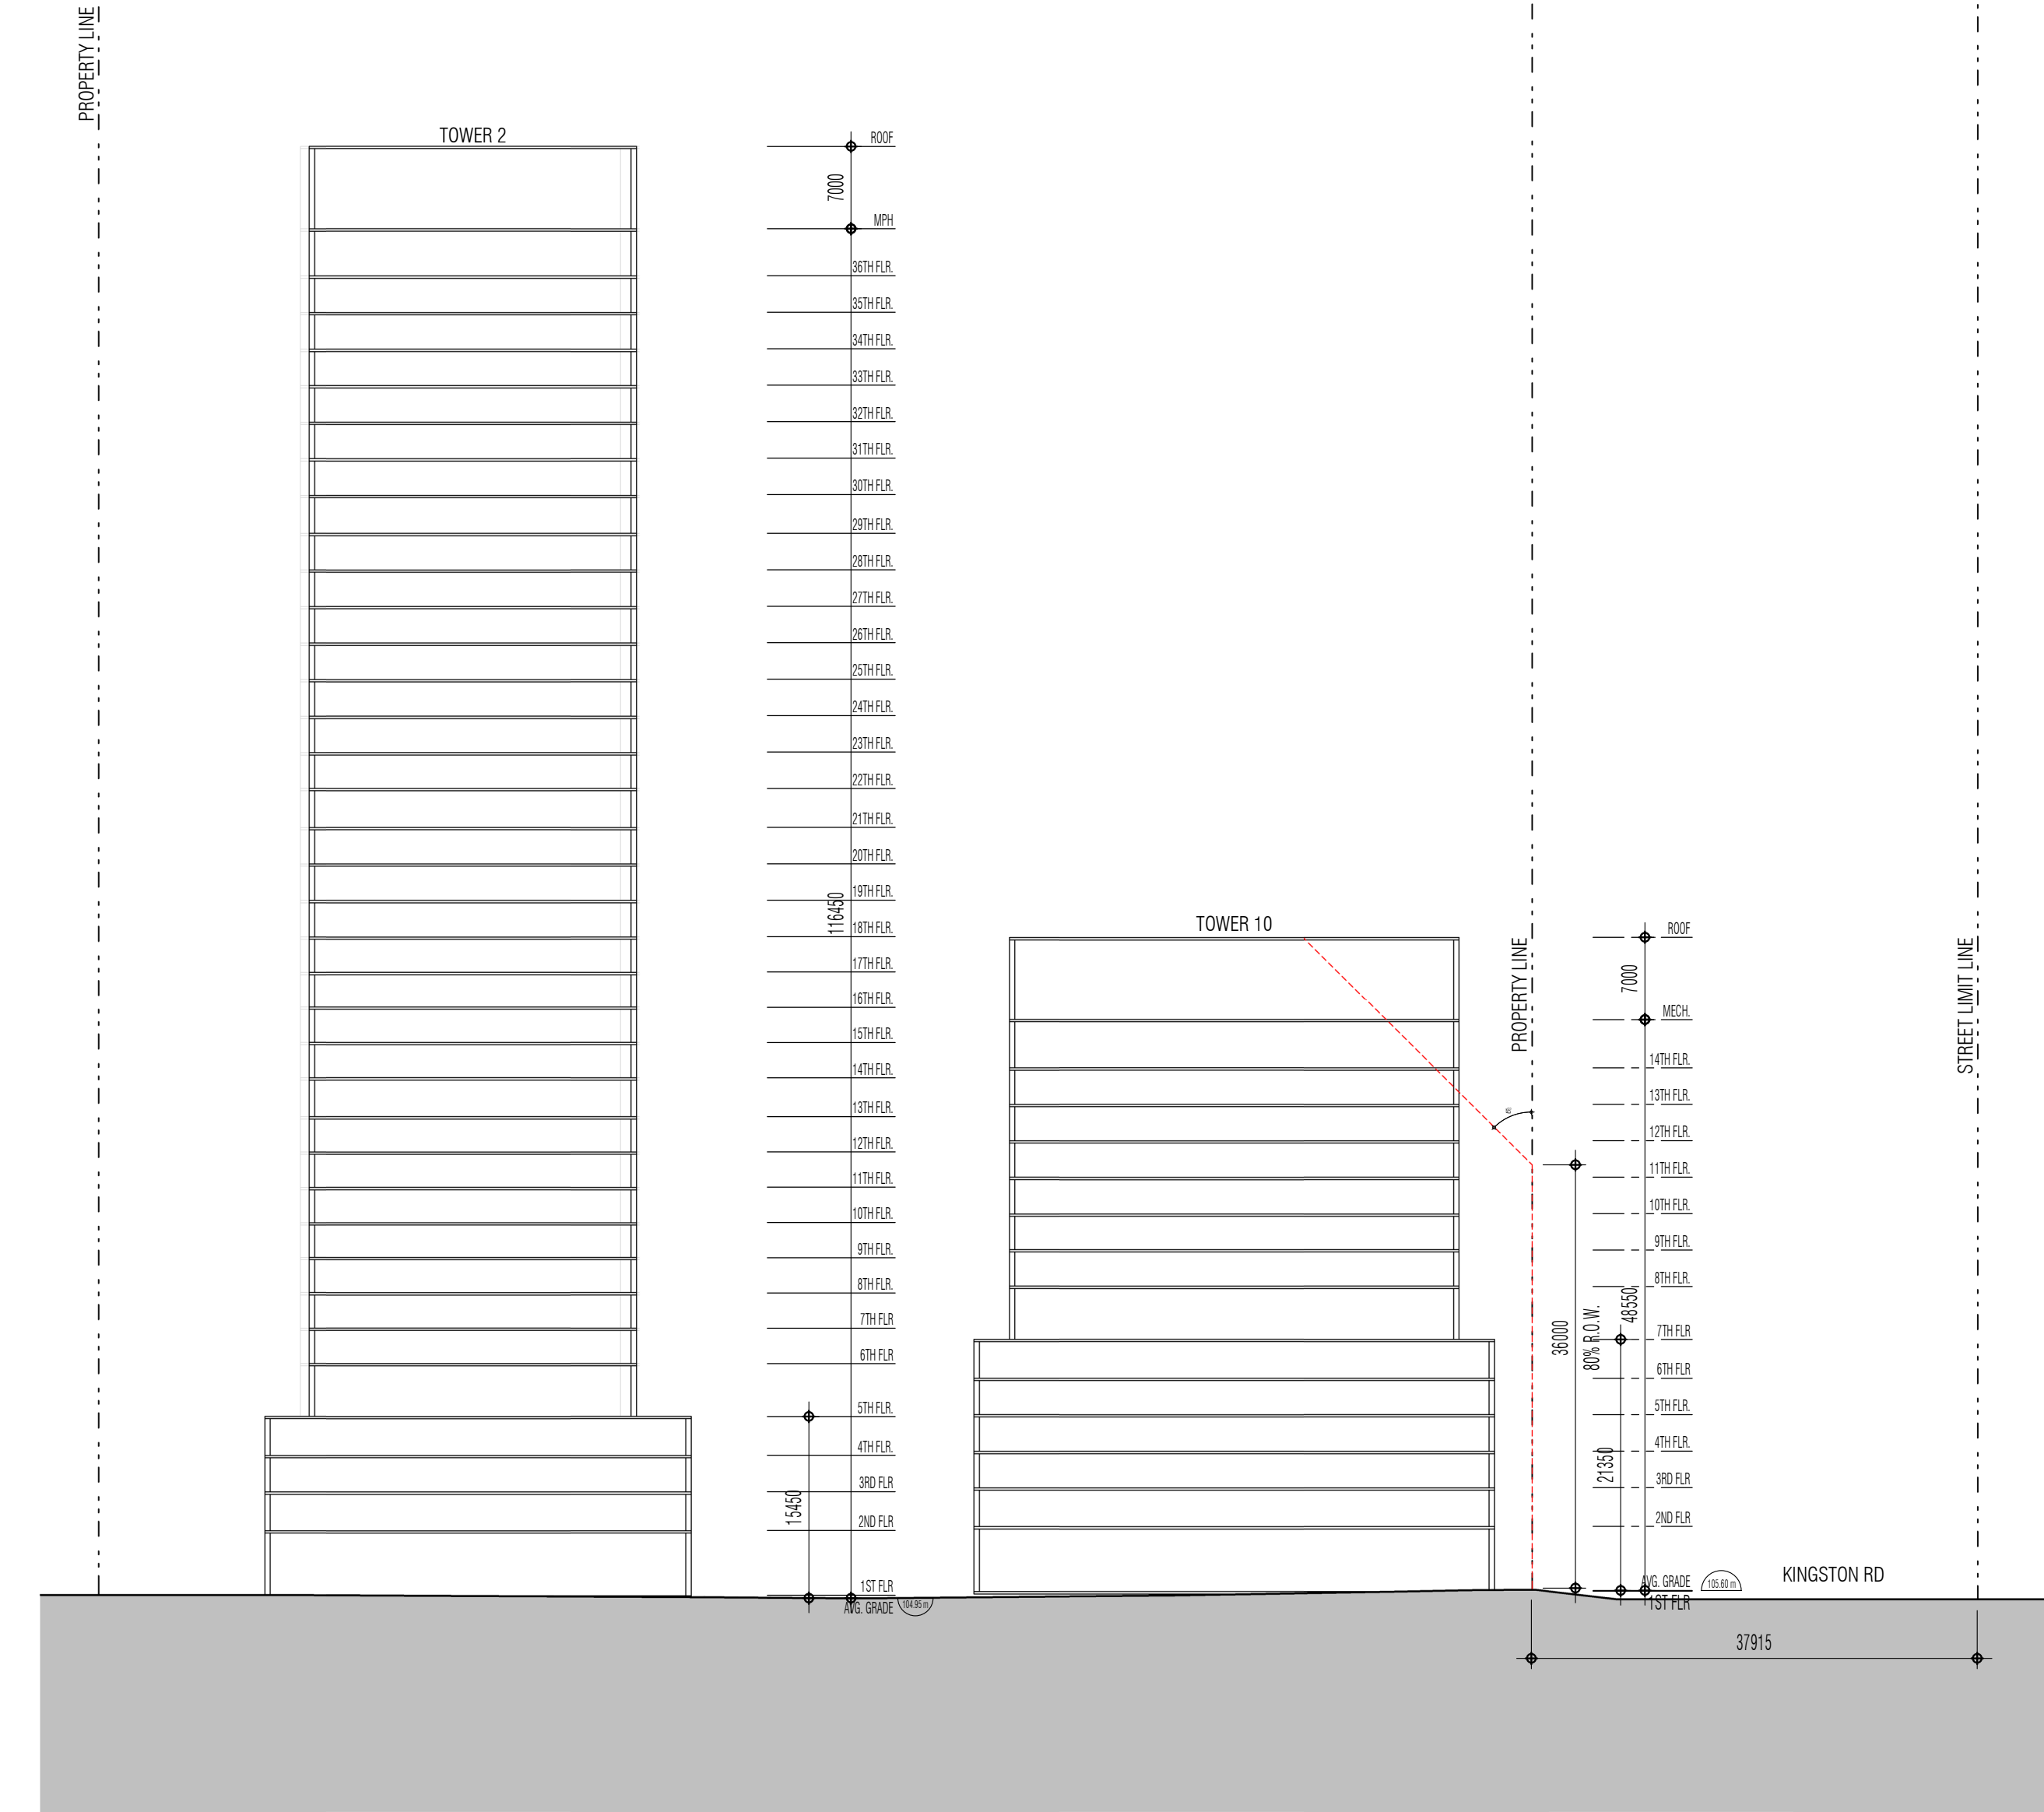 PROPERTY LINE
TOWER 2
ROOF
7000
MPH
36TH FLR.
35TH FLR.
34TH FLR.
33TH FLR.
32TH FLR.
31TH FLR.
30TH FLR.
29TH FLR.
28TH FLR.
27TH FLR.
26TH FLR.
25TH FLR.
24TH FLR.
23TH FLR.
22TH FLR.
21TH FLR.
20TH FLR.
19TH FLR.
116450
18TH FLR.
17TH FLR.
16TH FLR.
15TH FLR.
14TH FLR.
13TH FLR.
12TH FLR.
11TH FLR.
10TH FLR.
9TH FLR.
8TH FLR.
7TH FLR
6TH FLR
5TH FLR.
4TH FLR.
3RD FLR
15450
2ND FLR
1ST FLR
AVG. GRADE
104.95 m
TOWER 10
PROPERTY LINE
ROOF
7000
MECH.
14TH FLR.
13TH FLR.
12TH FLR.
11TH FLR.
10TH FLR.
9TH FLR.
8TH FLR.
48550
36000
80% R.O.W.
7TH FLR
6TH FLR
5TH FLR.
4TH FLR.
21350
3RD FLR
2ND FLR
AVG. GRADE
105.60 m
1ST FLR
KINGSTON RD
STREET LIMIT LINE
37915